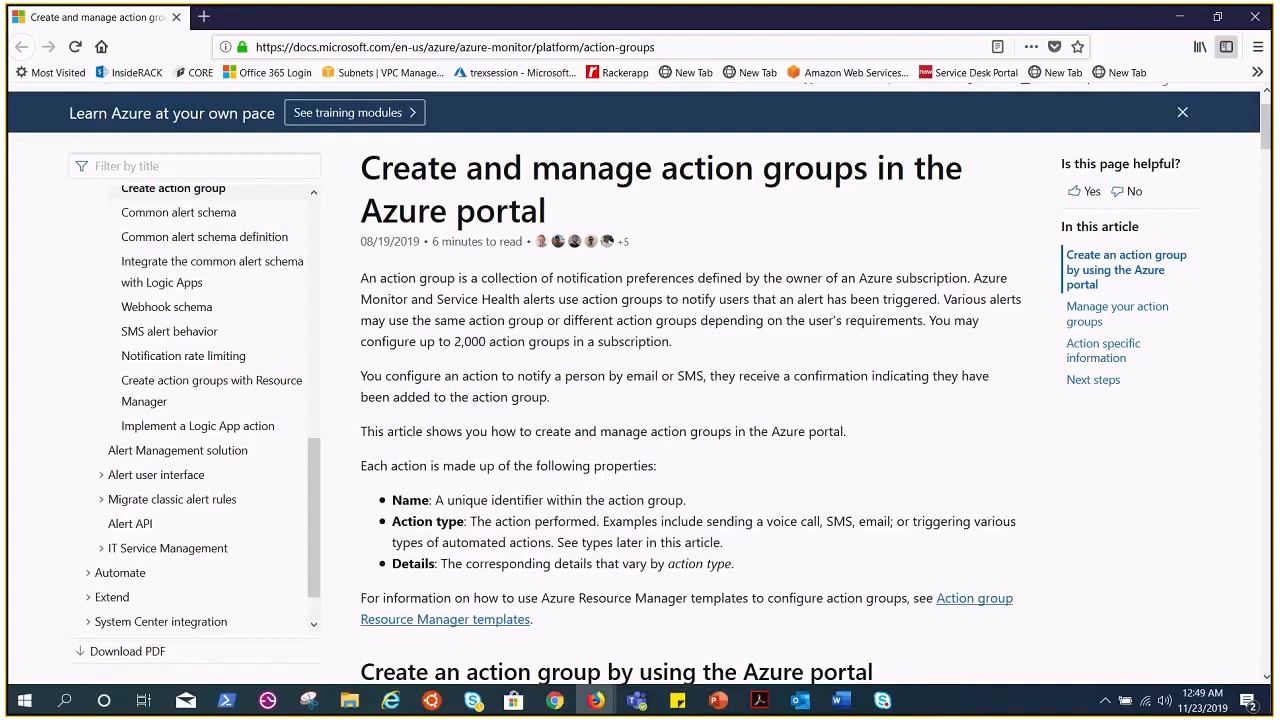 Create and manage action gro
https://docs.microsoft.com/en-us/azure/azure-monitor/platform/action-groups
Most Visited
InsideRACK
CORE
Office 365 Login
Subnets | VPC Manage...
trexsession - Microsoft...
Rackerapp
New Tab
New Tab
Amazon Web Services...
now
Service Desk Portal
New Tab
New Tab
Learn Azure at your own pace
See training modules
Filter by title
Create action group
Common alert schema
Common alert schema definition
Integrate the common alert schema
with Logic Apps
Webhook schema
SMS alert behavior
Notification rate limiting
Create action groups with Resource
Manager
Implement a Logic App action
Alert Management solution
Alert user interface
Migrate classic alert rules
Alert API
IT Service Management
Automate
Extend
System Center integration
Download PDF
Create and manage action groups in the
Azure portal
08/19/2019 • 6 minutes to read • +5
An action group is a collection of notification preferences defined by the owner of an Azure subscription. Azure
Monitor and Service Health alerts use action groups to notify users that an alert has been triggered. Various alerts
may use the same action group or different action groups depending on the user's requirements. You may
configure up to 2,000 action groups in a subscription.
You configure an action to notify a person by email or SMS, they receive a confirmation indicating they have
been added to the action group.
This article shows you how to create and manage action groups in the Azure portal.
Each action is made up of the following properties:
• Name: A unique identifier within the action group.
• Action type: The action performed. Examples include sending a voice call, SMS, email; or triggering various
types of automated actions. See types later in this article.
• Details: The corresponding details that vary by action type.
For information on how to use Azure Resource Manager templates to configure action groups, see Action group
Resource Manager templates.
Create an action group by using the Azure portal
Is this page helpful?
Yes
No
In this article
Create an action group
by using the Azure
portal
Manage your action
groups
Action specific
information
Next steps
12:49 AM
11/23/2019
2